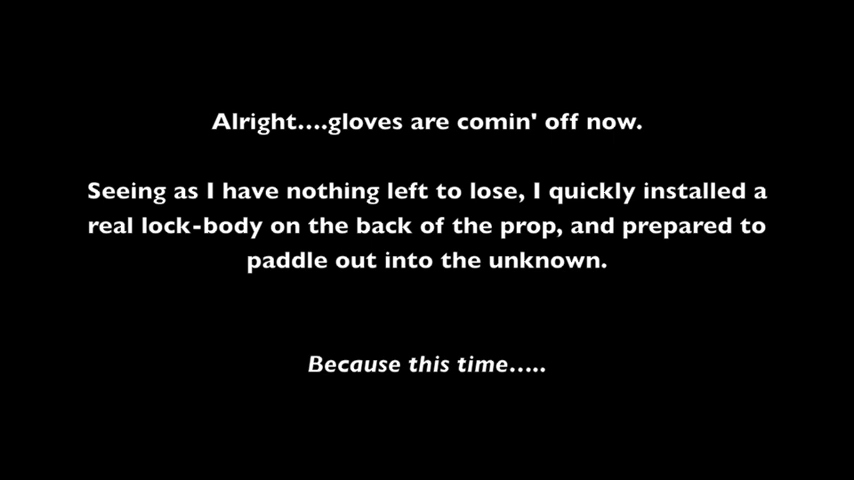 Alright....gloves are comin' off now.
Seeing as I have nothing left to lose, I quickly installed a
real lock-body on the back of the prop, and prepared to
paddle out into the unknown.
Because this time.....